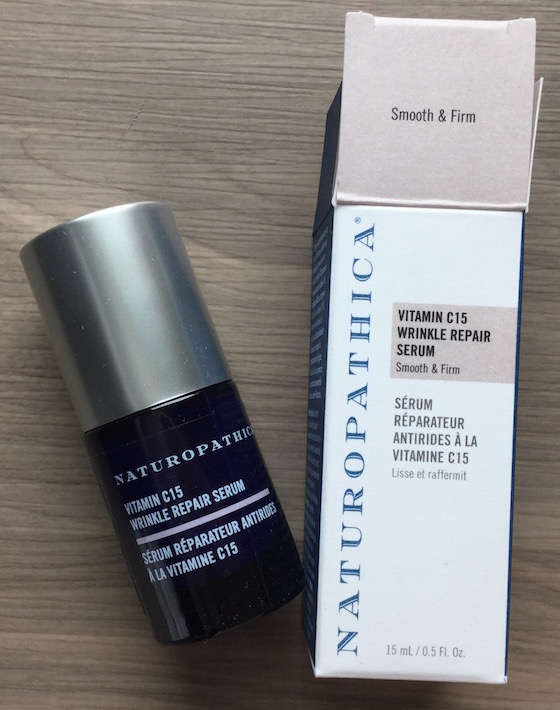 NATUROPATHICA
VITAMIN C15
WRINKLE REPAIR SERUM
SÉRUM RÉPARATEUR ANTIRIDES
À LA VITAMINE C15
Smooth & Firm
NATUROPATHICA®
VITAMIN C15
WRINKLE REPAIR
SERUM
Smooth & Firm
SÉRUM
RÉPARATEUR
ANTIRIDES À LA
VITAMINE C15
Lisse et raffermit
15 mL / 0.5 Fl. Oz.